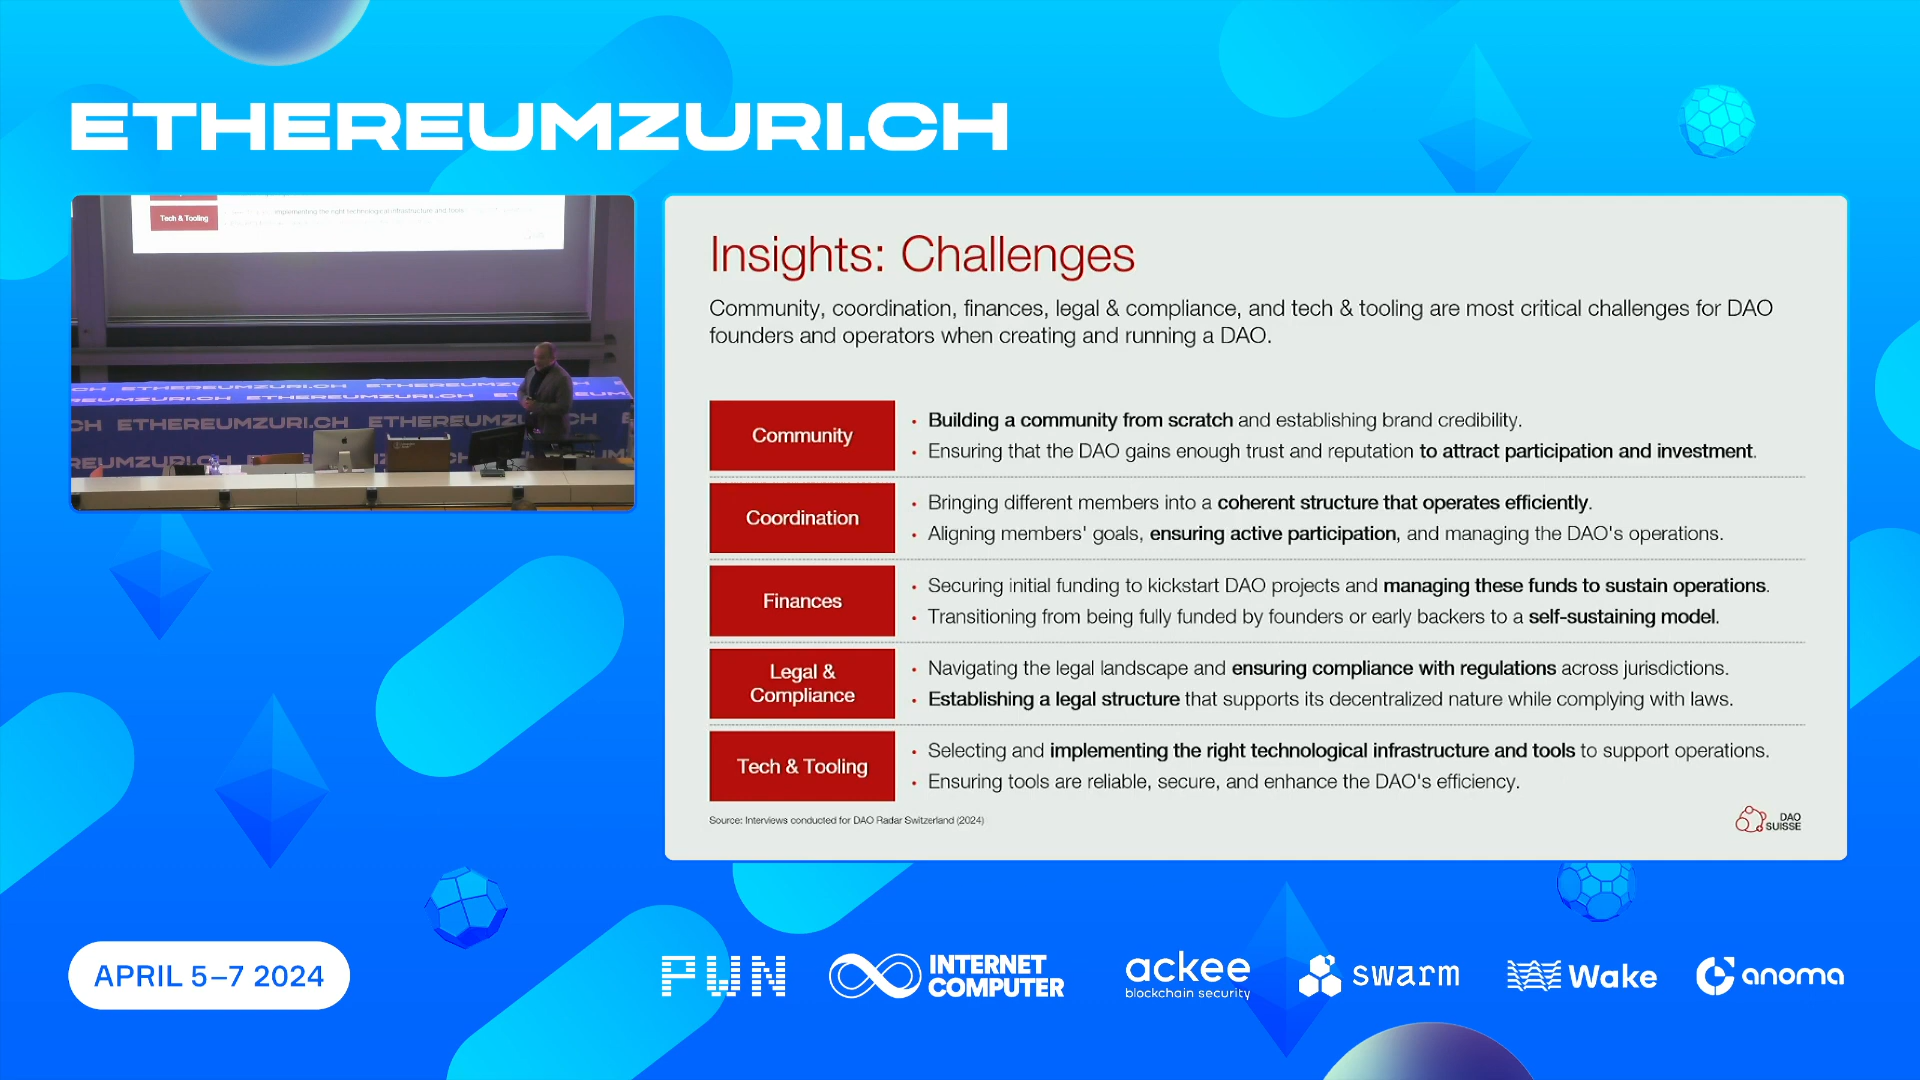 ETHEREUMZURI.CH
Tech & Tooling
ETHEREUMZURI.CH
ETHEREUMZURI.CH
Insights: Challenges
Community, coordination, finances, legal & compliance, and tech & tooling are most critical challenges for DAO
founders and operators when creating and running a DAO.
Community
• Building a community from scratch and establishing brand credibility.
• Ensuring that the DAO gains enough trust and reputation to attract participation and investment.
Coordination
• Bringing different members into a coherent structure that operates efficiently.
• Aligning members' goals, ensuring active participation, and managing the DAO's operations.
Finances
• Securing initial funding to kickstart DAO projects and managing these funds to sustain operations.
• Transitioning from being fully funded by founders or early backers to a self-sustaining model.
Legal &
Compliance
• Navigating the legal landscape and ensuring compliance with regulations across jurisdictions.
• Establishing a legal structure that supports its decentralized nature while complying with laws.
Tech & Tooling
• Selecting and implementing the right technological infrastructure and tools to support operations.
• Ensuring tools are reliable, secure, and enhance the DAO's efficiency.
Source: Interviews conducted for DAO Radar Switzerland (2024)
DAO
SUISSE
APRIL 5–7 2024
PWN
INTERNET
COMPUTER
ackee
blockchain security
swarm
Wake
anoma